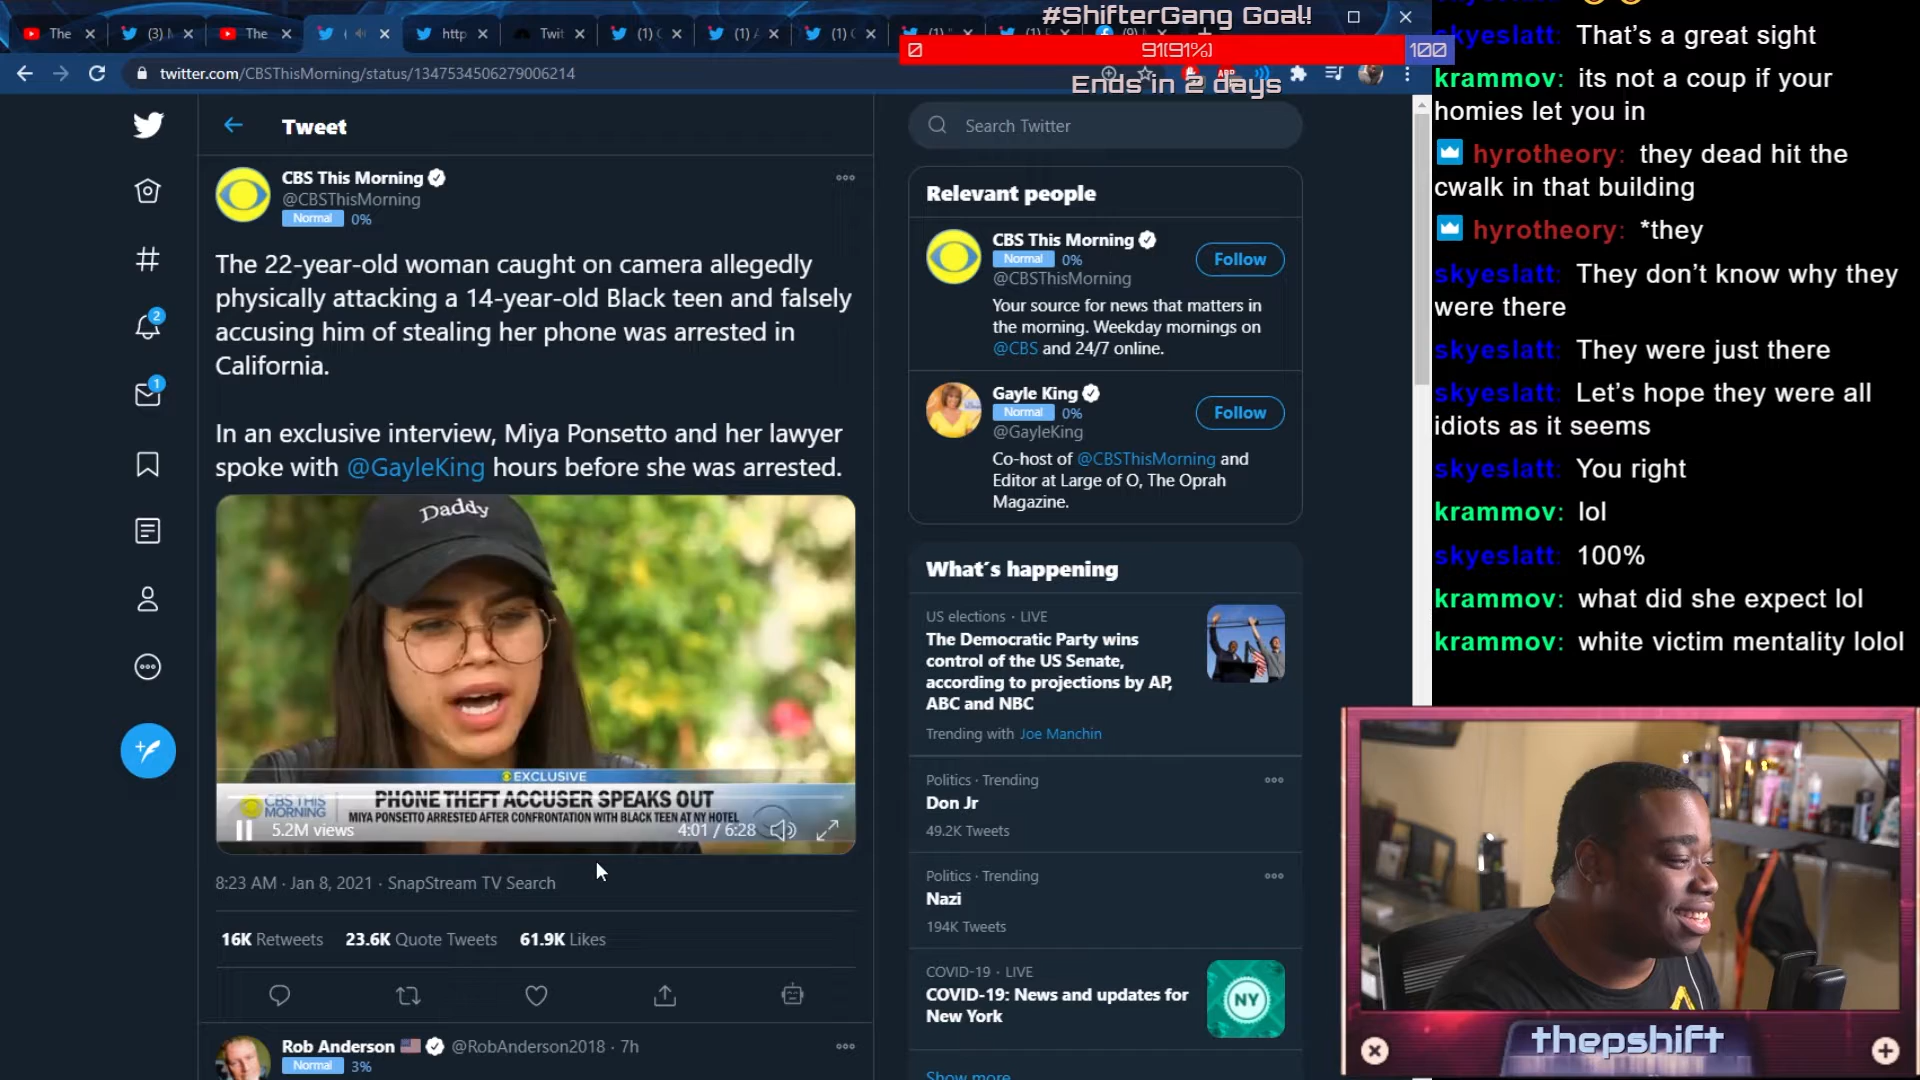 #ShifterGang Goal!
0 91(91%) 100
Ends in 2 days
The
(3)
The
http
Twit
twitter.com/CBSThisMorning/status/1347534506279006214
Tweet
CBS This Morning
@CBSThisMorning
Normal 0%
The 22-year-old woman caught on camera allegedly
physically attacking a 14-year-old Black teen and falsely
accusing him of stealing her phone was arrested in
California.
In an exclusive interview, Miya Ponsetto and her lawyer
spoke with @GayleKing hours before she was arrested.
Daddy
EXCLUSIVE
CBS THIS
MORNING
PHONE THEFT ACCUSER SPEAKS OUT
MIYA PONSETTO ARRESTED AFTER CONFRONTATION WITH BLACK TEEN AT NY HOTEL
5.2M views
4:01 / 6:28
8:23 AM · Jan 8, 2021 · SnapStream TV Search
16K Retweets 23.6K Quote Tweets 61.9K Likes
Rob Anderson @RobAnderson2018 · 7h
Normal 3%
2
1
Search Twitter
Relevant people
CBS This Morning
Normal 0%
@CBSThisMorning
Follow
Your source for news that matters in
the morning. Weekday mornings on
@CBS and 24/7 online.
Gayle King
Normal 0%
@GayleKing
Follow
Co-host of @CBSThisMorning and
Editor at Large of O, The Oprah
Magazine.
What's happening
US elections · LIVE
The Democratic Party wins
control of the US Senate,
according to projections by AP,
ABC and NBC
Trending with Joe Manchin
Politics · Trending
Don Jr
49.2K Tweets
Politics · Trending
Nazi
194K Tweets
COVID-19 · LIVE
COVID-19: News and updates for
New York
NY
Show more
skyeslatt: That's a great sight
krammov: its not a coup if your
homies let you in
hyrotheory: they dead hit the
cwalk in that building
hyrotheory: *they
skyeslatt: They don't know why they
were there
skyeslatt: They were just there
skyeslatt: Let's hope they were all
idiots as it seems
skyeslatt: You right
krammov: lol
skyeslatt: 100%
krammov: what did she expect lol
krammov: white victim mentality lolol
thepshift